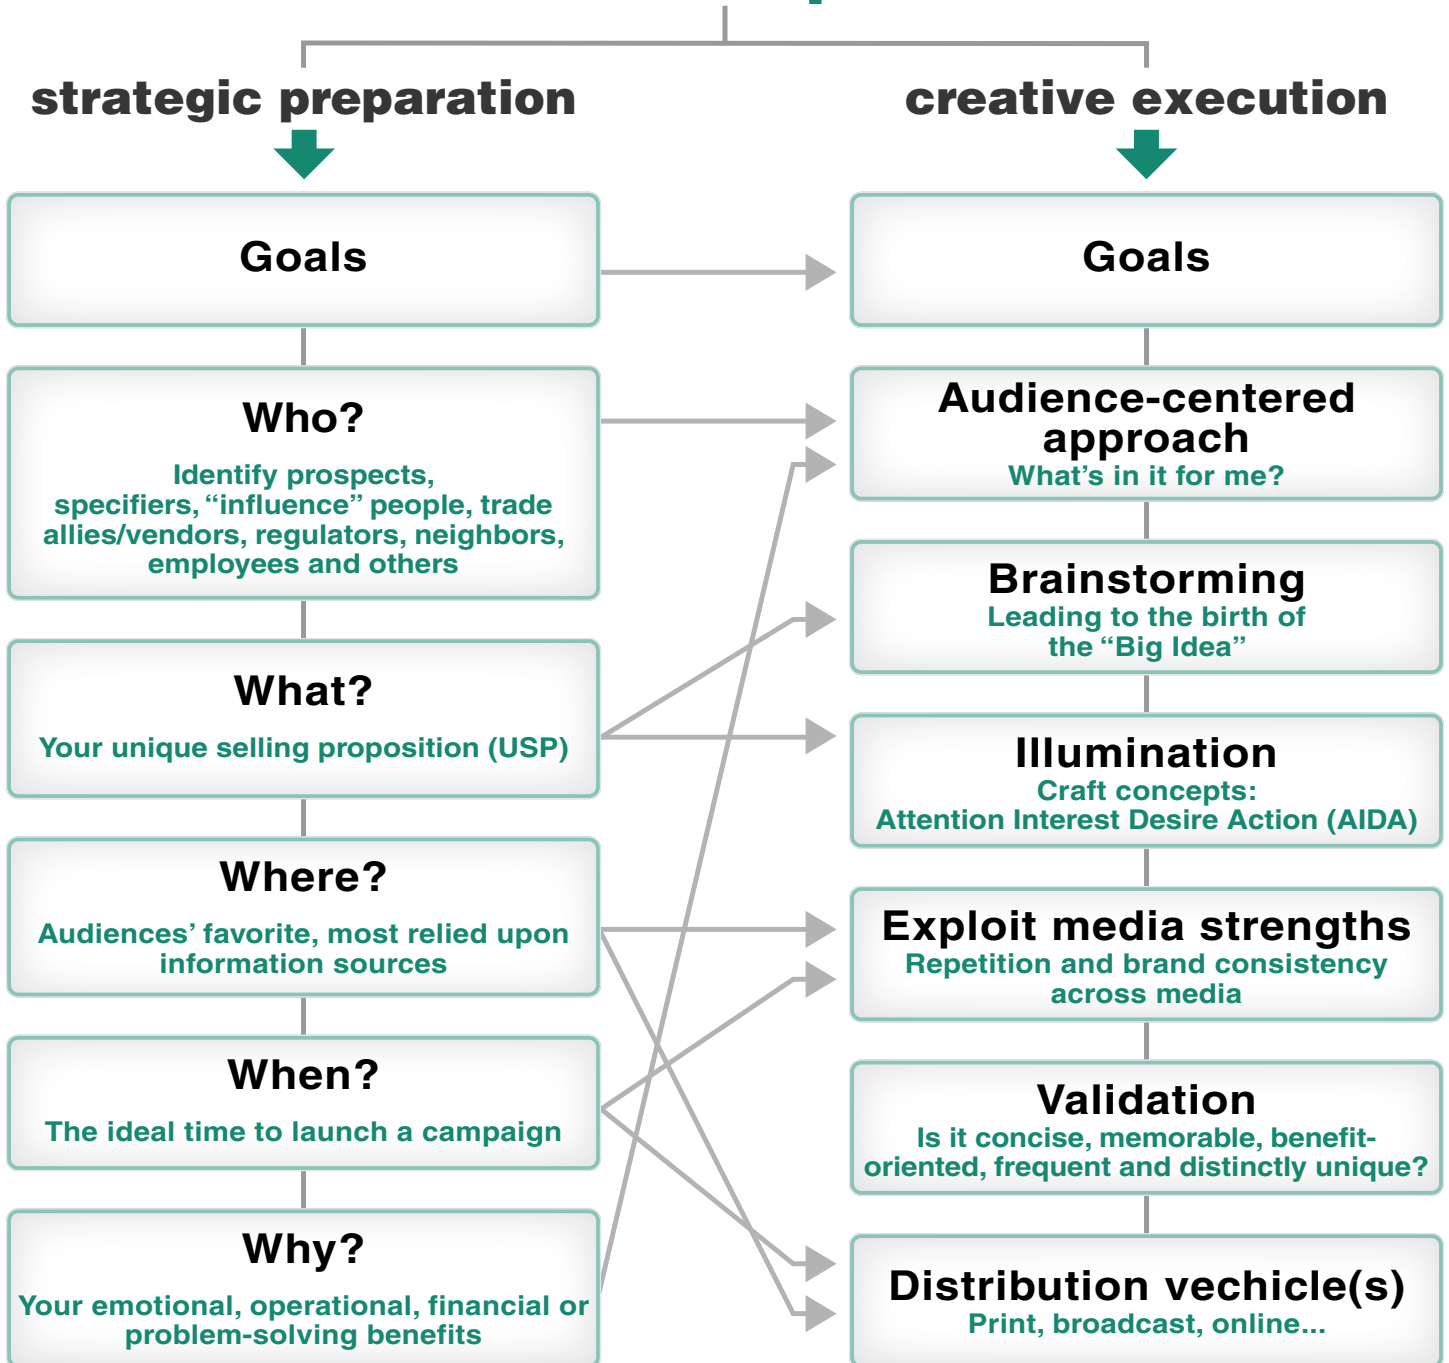 strategic preparation
Goals
Who?
Identify prospects,
specifiers, “influence” people, trade
allies/vendors, regulators, neighbors,
employees and others
What?
Your unique selling proposition (USP)
Where?
Audiences’ favorite, most relied upon
information sources
When?
The ideal time to launch a campaign
Why?
Your emotional, operational, financial or
problem-solving benefits
creative execution
Goals
Audience-centered
approach
What’s in it for me?
Brainstorming
Leading to the birth of
the “Big Idea”
Illumination
Craft concepts:
Attention Interest Desire Action (AIDA)
Exploit media strengths
Repetition and brand consistency
across media
Validation
Is it concise, memorable, benefit-
oriented, frequent and distinctly unique?
Distribution vechicle(s)
Print, broadcast, online...